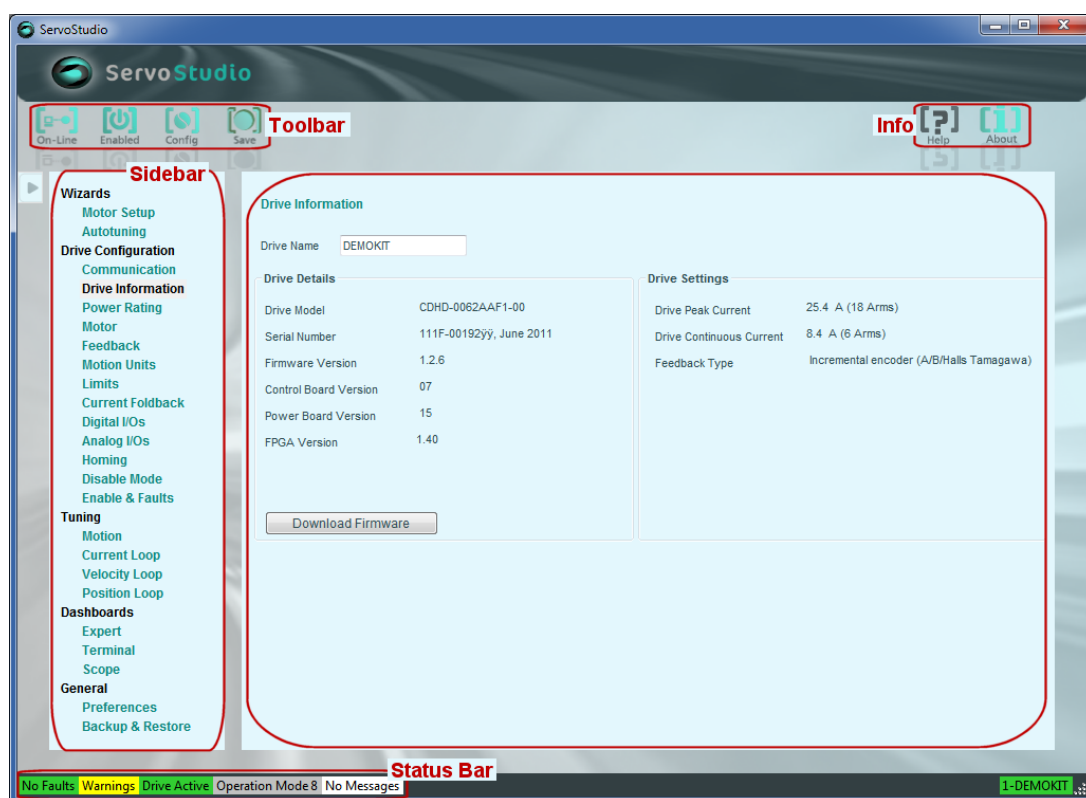 ServoStudio
ServoStudio
On-Line
Enabled
Config
Save
Toolbar
Info
Help
About
Sidebar
Wizards
Motor Setup
Autotuning
Drive Configuration
Communication
Drive Information
Power Rating
Motor
Feedback
Motion Units
Limits
Current Foldback
Digital I/Os
Analog I/Os
Homing
Disable Mode
Enable & Faults
Tuning
Motion
Current Loop
Velocity Loop
Position Loop
Dashboards
Expert
Terminal
Scope
General
Preferences
Backup & Restore
Drive Information
Drive Name DEMOKIT
Drive Details
Drive Model CDHD-0062AAF1-00
Serial Number 111F-00192ÿÿ, June 2011
Firmware Version 1.2.6
Control Board Version 07
Power Board Version 15
FPGA Version 1.40
Download Firmware
Drive Settings
Drive Peak Current 25.4 A (18 Arms)
Drive Continuous Current 8.4 A (6 Arms)
Feedback Type Incremental encoder (A/B/Halls Tamagawa)
Status Bar
No Faults Warnings Drive Active Operation Mode 8 No Messages
1-DEMOKIT